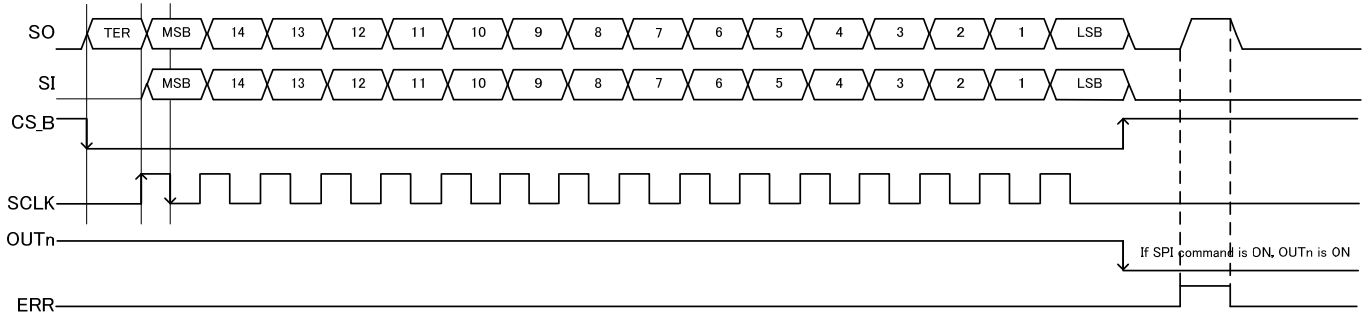 SO TER MSB 14 13 12 11 10 9 8 7 6 5 4 3 2 1 LSB
SI MSB 14 13 12 11 10 9 8 7 6 5 4 3 2 1 LSB
CS_B
SCLK
OUTn
If SPI command is ON, OUTn is ON
ERR